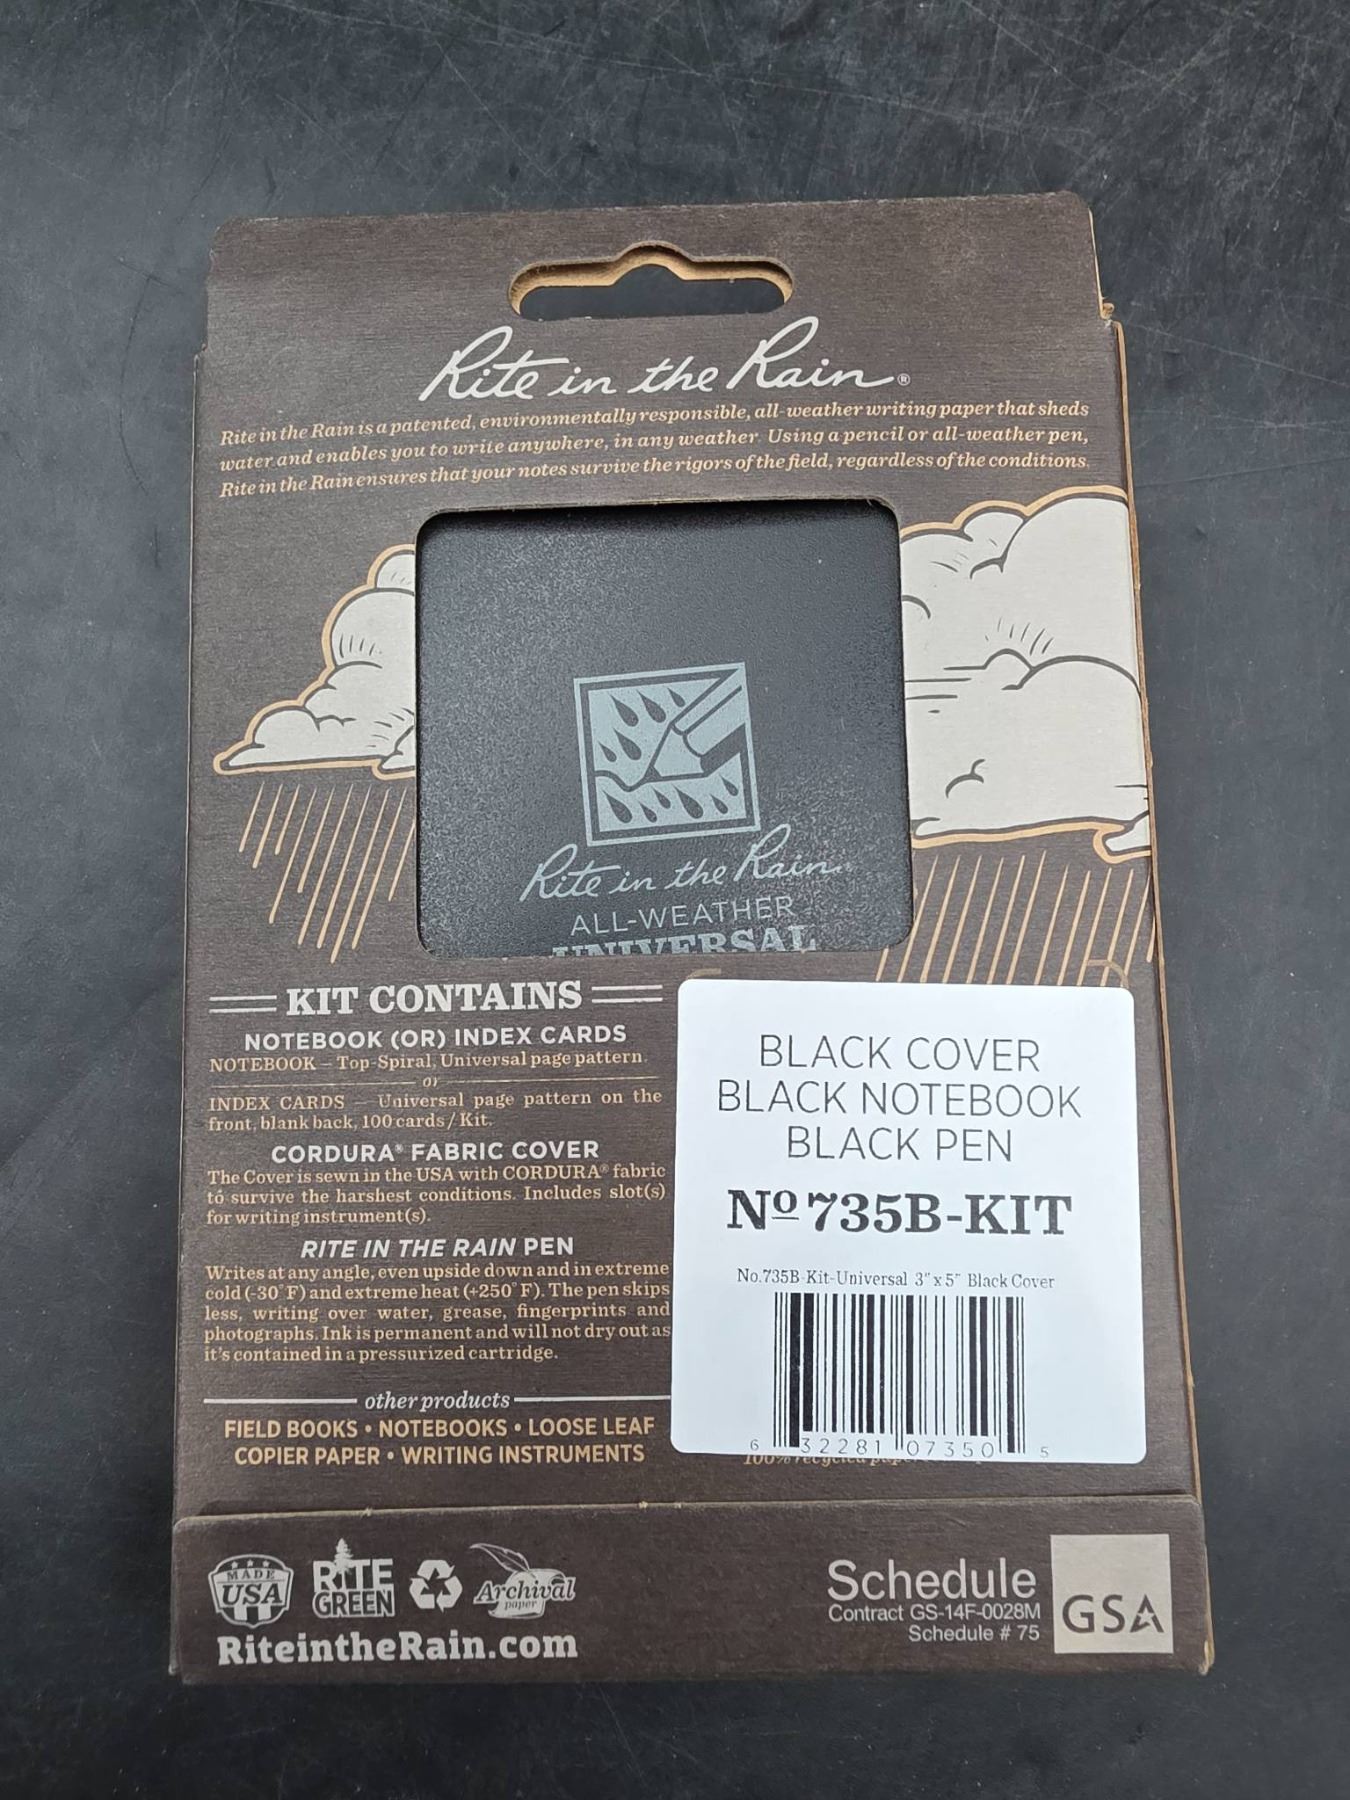 Rite in the Rain®
Rite in the Rain is a patented, environmentally responsible, all-weather writing paper that sheds
water and enables you to write anywhere, in any weather. Using a pencil or all-weather pen,
Rite in the Rain ensures that your notes survive the rigors of the field, regardless of the conditions.
Rite in the Rain
ALL-WEATHER
UNIVERSAL
KIT CONTAINS
NOTEBOOK (OR) INDEX CARDS
NOTEBOOK – Top-Spiral, Universal page pattern.
or
INDEX CARDS — Universal page pattern on the
front, blank back, 100 cards / Kit.
CORDURA® FABRIC COVER
The Cover is sewn in the USA with CORDURA® fabric
to survive the harshest conditions. Includes slot(s)
for writing instrument(s).
RITE IN THE RAIN PEN
Writes at any angle, even upside down and in extreme
cold (-30°F) and extreme heat (+250°F). The pen skips
less, writing over water, grease, fingerprints and
photographs. Ink is permanent and will not dry out as
it's contained in a pressurized cartridge.
other products
FIELD BOOKS • NOTEBOOKS • LOOSE LEAF
COPIER PAPER • WRITING INSTRUMENTS
BLACK COVER
BLACK NOTEBOOK
BLACK PEN
Nº 735B-KIT
No.735B-Kit-Universal 3" x 5" Black Cover
6 32281 07350 5
100% recycled
MADE
USA
RITE
GREEN
Archival
paper
RiteintheRain.com
Schedule
Contract GS-14F-0028M
Schedule # 75
GSA